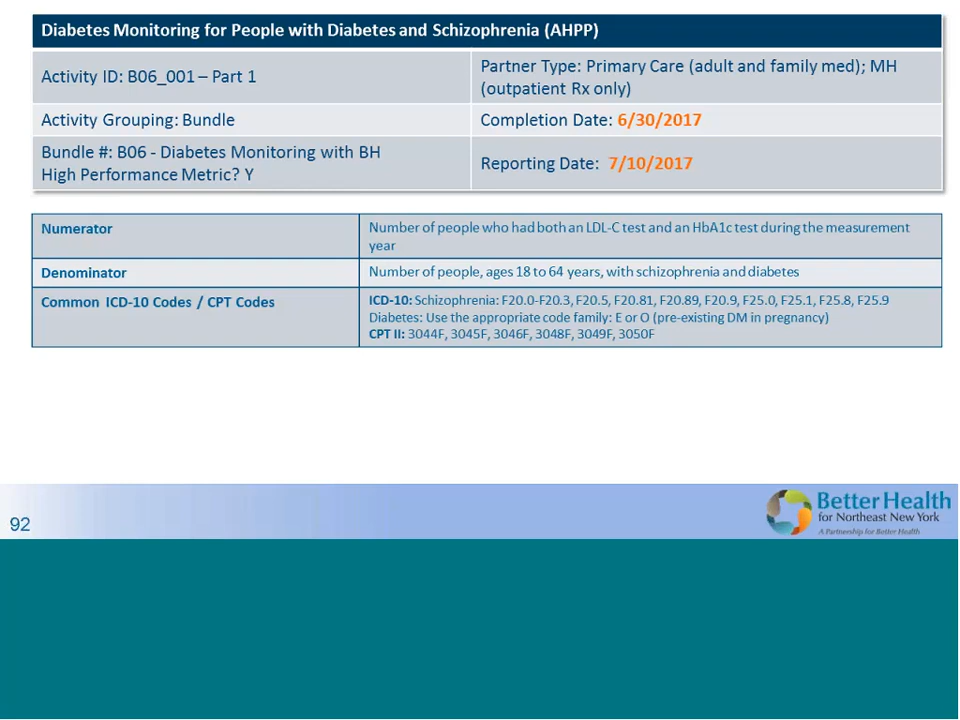 Diabetes Monitoring for People with Diabetes and Schizophrenia (AHPP)
Activity ID: B06_001 – Part 1
Partner Type: Primary Care (adult and family med); MH
(outpatient Rx only)
Activity Grouping: Bundle
Completion Date: 6/30/2017
Bundle #: B06 - Diabetes Monitoring with BH
High Performance Metric? Y
Reporting Date: 7/10/2017
Numerator
Number of people who had both an LDL-C test and an HbA1c test during the measurement
year
Denominator
Number of people, ages 18 to 64 years, with schizophrenia and diabetes
Common ICD-10 Codes / CPT Codes
ICD-10: Schizophrenia: F20.0-F20.3, F20.5, F20.81, F20.89, F20.9, F25.0, F25.1, F25.8, F25.9
Diabetes: Use the appropriate code family: E or O (pre-existing DM in pregnancy)
CPT II: 3044F, 3045F, 3046F, 3048F, 3049F, 3050F
92
Better Health
for Northeast New York
A Partnership for Better Health